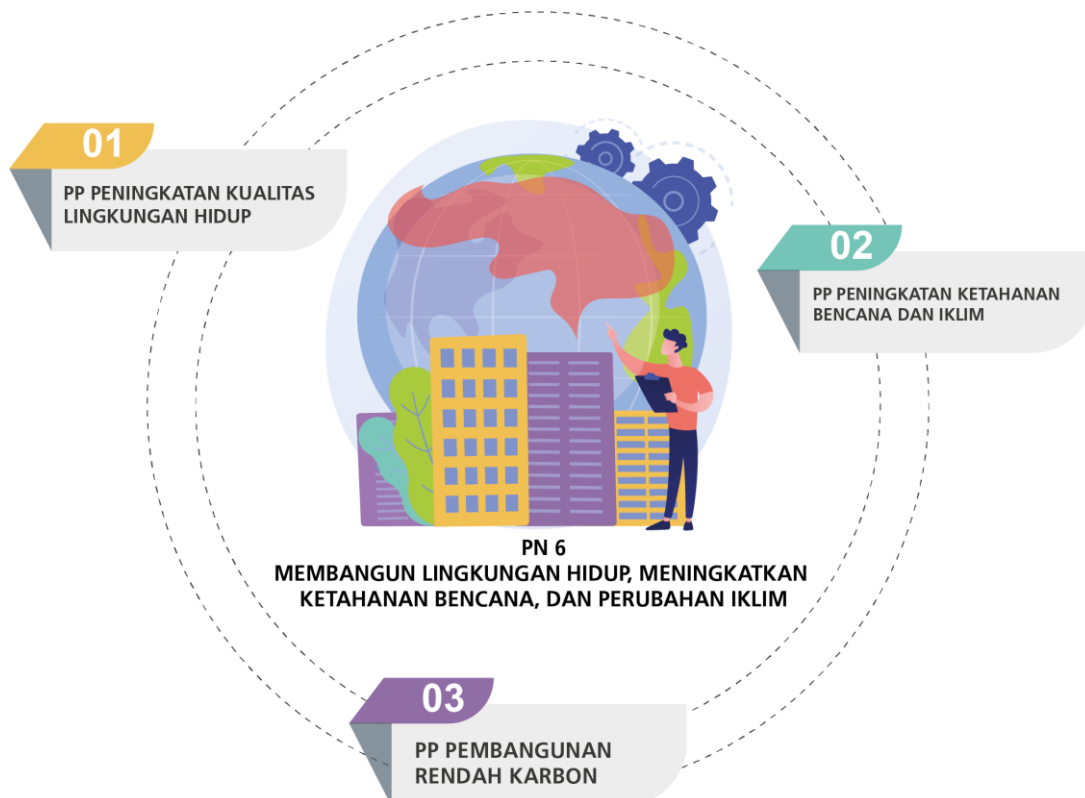 01
PP PENINGKATAN KUALITAS
LINGKUNGAN HIDUP
02
PP PENINGKATAN KETAHANAN
BENCANA DAN IKLIM
PN 6
MEMBANGUN LINGKUNGAN HIDUP, MENINGKATKAN
KETAHANAN BENCANA, DAN PERUBAHAN IKLIM
03
PP PEMBANGUNAN
RENDAH KARBON